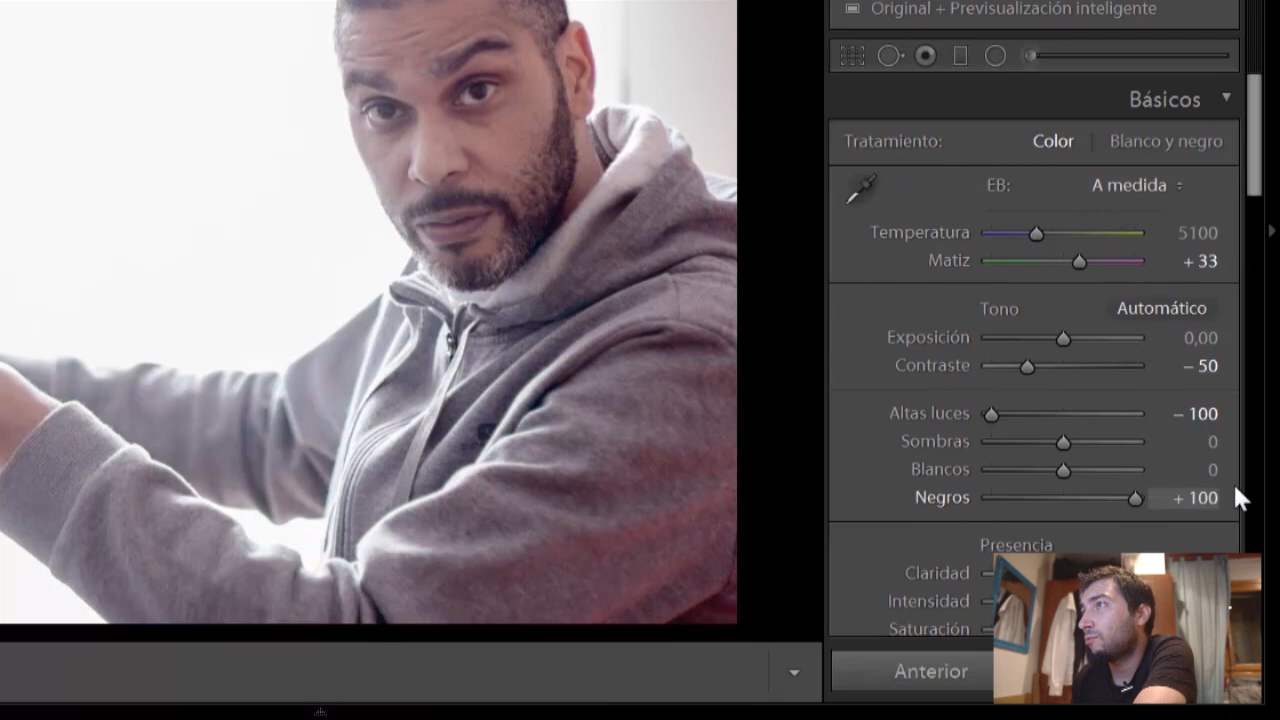 Original + Previsualización inteligente
Básicos
Tratamiento: Color Blanco y negro
EB: A medida
Temperatura 5100
Matiz + 33
Tono Automático
Exposición 0,00
Contraste – 50
Altas luces – 100
Sombras 0
Blancos 0
Negros + 100
Presencia
Claridad
Intensidad
Saturación
Anterior